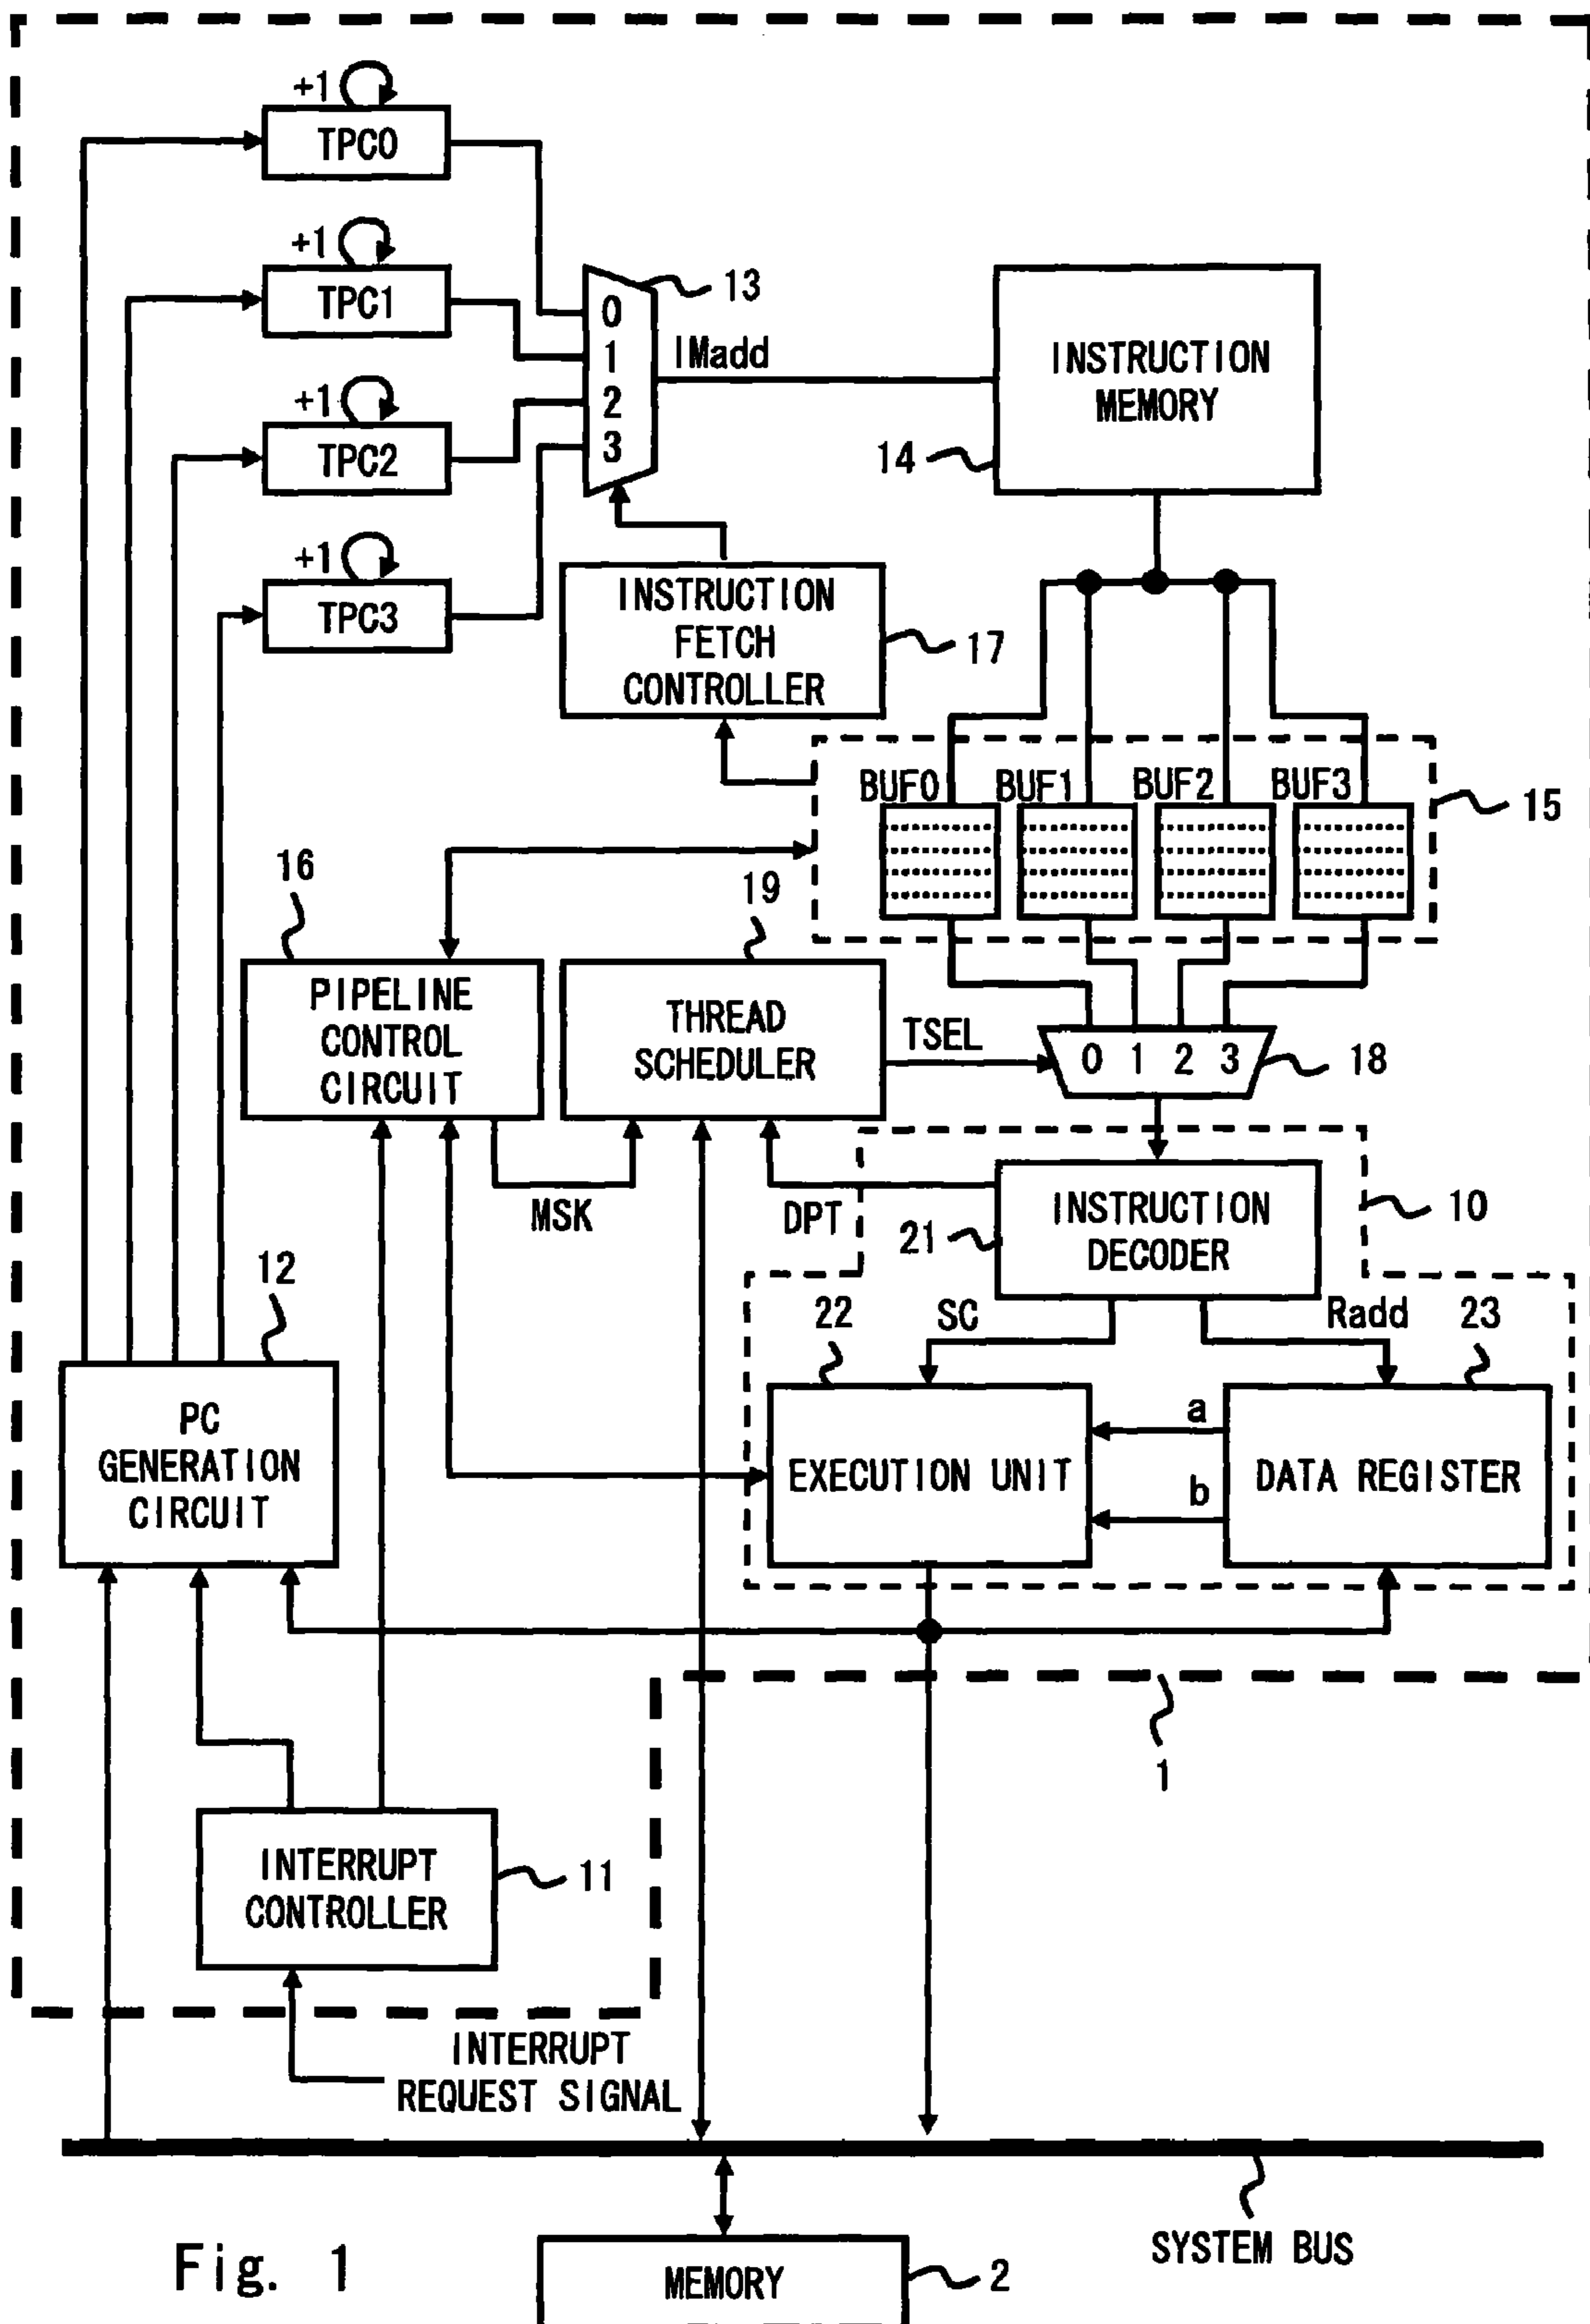 +1
TPC0
+1
TPC1
+1
TPC2
+1
TPC3
13
0
1
2
3
IMadd
INSTRUCTION
MEMORY
14
INSTRUCTION
FETCH
CONTROLLER
17
BUF0
BUF1
BUF2
BUF3
15
16
19
PIPELINE
CONTROL
CIRCUIT
THREAD
SCHEDULER
TSEL
0 1 2 3
18
MSK
DPT
INSTRUCTION
DECODER
21
10
12
22
SC
Radd
23
PC
GENERATION
CIRCUIT
EXECUTION UNIT
a
b
DATA REGISTER
1
INTERRUPT
CONTROLLER
11
INTERRUPT
REQUEST SIGNAL
SYSTEM BUS
Fig. 1
MEMORY
2